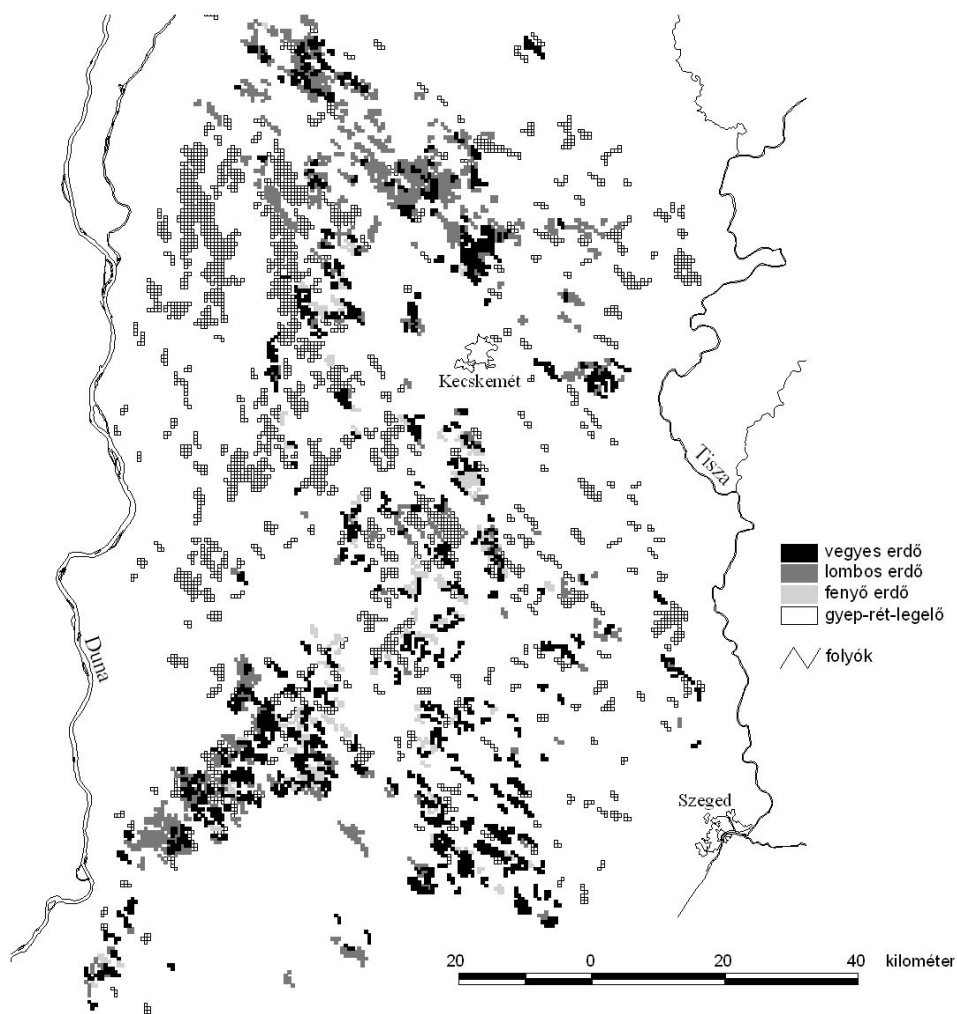 Kecskemét
Tisza
vegyes erdő
lombos erdő
fenyő erdő
gyep-rét-legelő
folyók
Duna
Szeged
20 0 20 40 kilométer